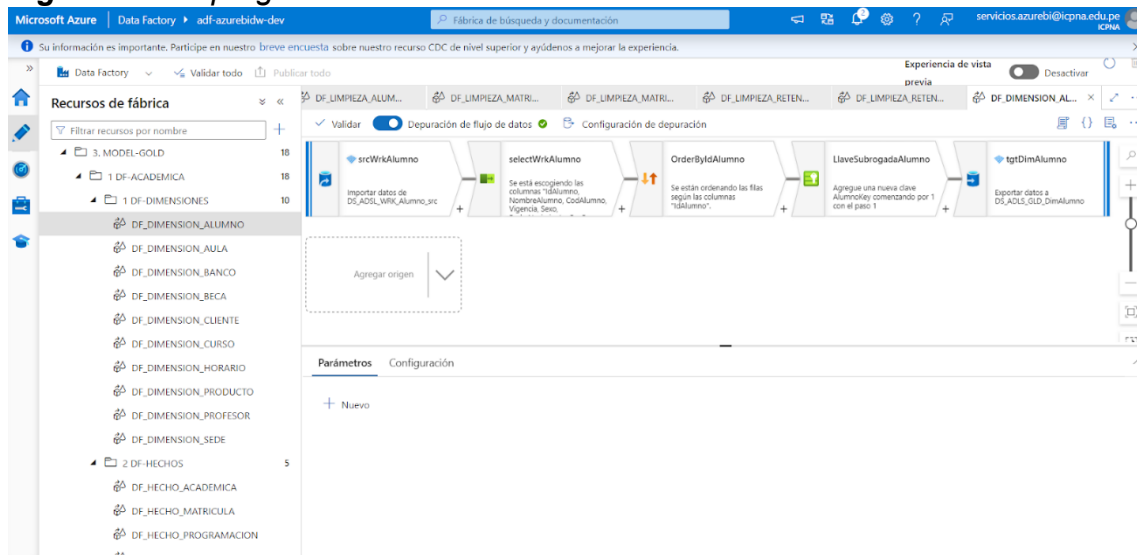 Microsoft Azure | Data Factory ▸ adf-azurebidw-dev
Fábrica de búsqueda y documentación
servicios.azurebi@icpna.edu.pe
ICPNA
Su información es importante. Participe en nuestro breve encuesta sobre nuestro recurso CDC de nivel superior y ayúdenos a mejorar la experiencia.
Data Factory
Validar todo
Publicar todo
Experiencia de vista previa
Desactivar
Recursos de fábrica
Filtrar recursos por nombre
3. MODEL-GOLD 18
1 DF-ACADEMICA 18
1 DF-DIMENSIONES 10
DF_DIMENSION_ALUMNO
DF_DIMENSION_AULA
DF_DIMENSION_BANCO
DF_DIMENSION_BECA
DF_DIMENSION_CLIENTE
DF_DIMENSION_CURSO
DF_DIMENSION_HORARIO
DF_DIMENSION_PRODUCTO
DF_DIMENSION_PROFESOR
DF_DIMENSION_SEDE
2 DF-HECHOS 5
DF_HECHO_ACADEMICA
DF_HECHO_MATRICULA
DF_HECHO_PROGRAMACION
DF_LIMPIEZA_ALUM...
DF_LIMPIEZA_MATRI...
DF_LIMPIEZA_MATRI...
DF_LIMPIEZA_RETEN...
DF_LIMPIEZA_RETEN...
DF_DIMENSION_AL...
Validar
Depuración de flujo de datos
Configuración de depuración
srcWrkAlumno
Importar datos de
DS_ADSL_WRK_Alumno_src
selectWrkAlumno
Se está escogiendo las
columnas "IdAlumno,
NombreAlumno, CodAlumno,
Vigencia, Sexo,
OrderByIdAlumno
Se están ordenando las filas
según las columnas
"IdAlumno".
LlaveSubrogadaAlumno
Agregue una nueva clave
AlumnoKey comenzando por 1
con el paso 1
tgtDimAlumno
Exportar datos a
DS_ADLS_GLD_DimAlumno
Agregar origen
Parámetros
Configuración
Nuevo